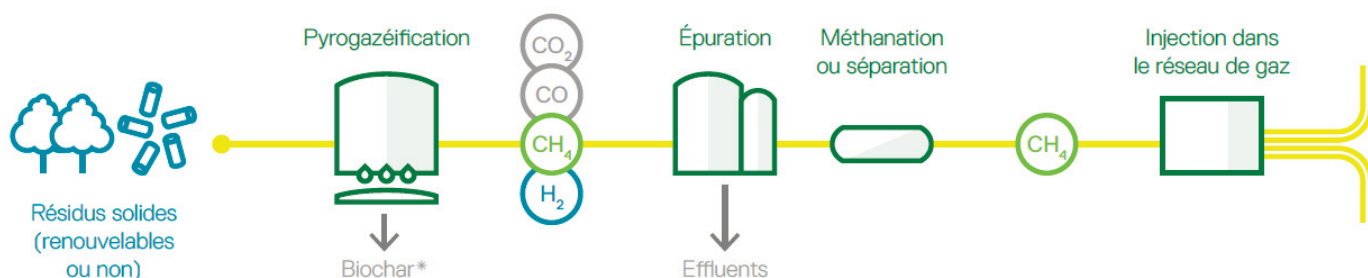 Pyrogazéification
CO₂
CO
CH₄
H₂
Épuration
Méthanation
ou séparation
CH₄
Injection dans
le réseau de gaz
Résidus solides
(renouvelables
ou non)
Biochar*
Effluents